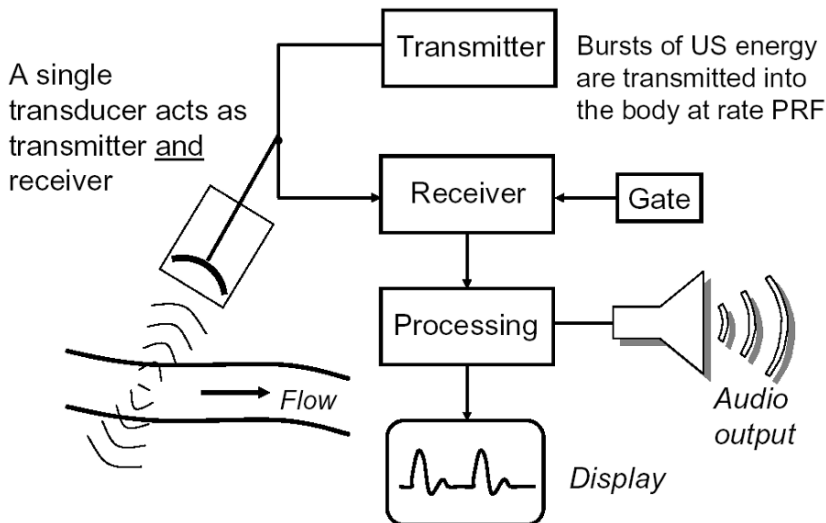 Transmitter
Bursts of US energy
are transmitted into
the body at rate PRF
A single
transducer acts as
transmitter and
receiver
Receiver
Gate
Processing
Flow
Audio
output
Display